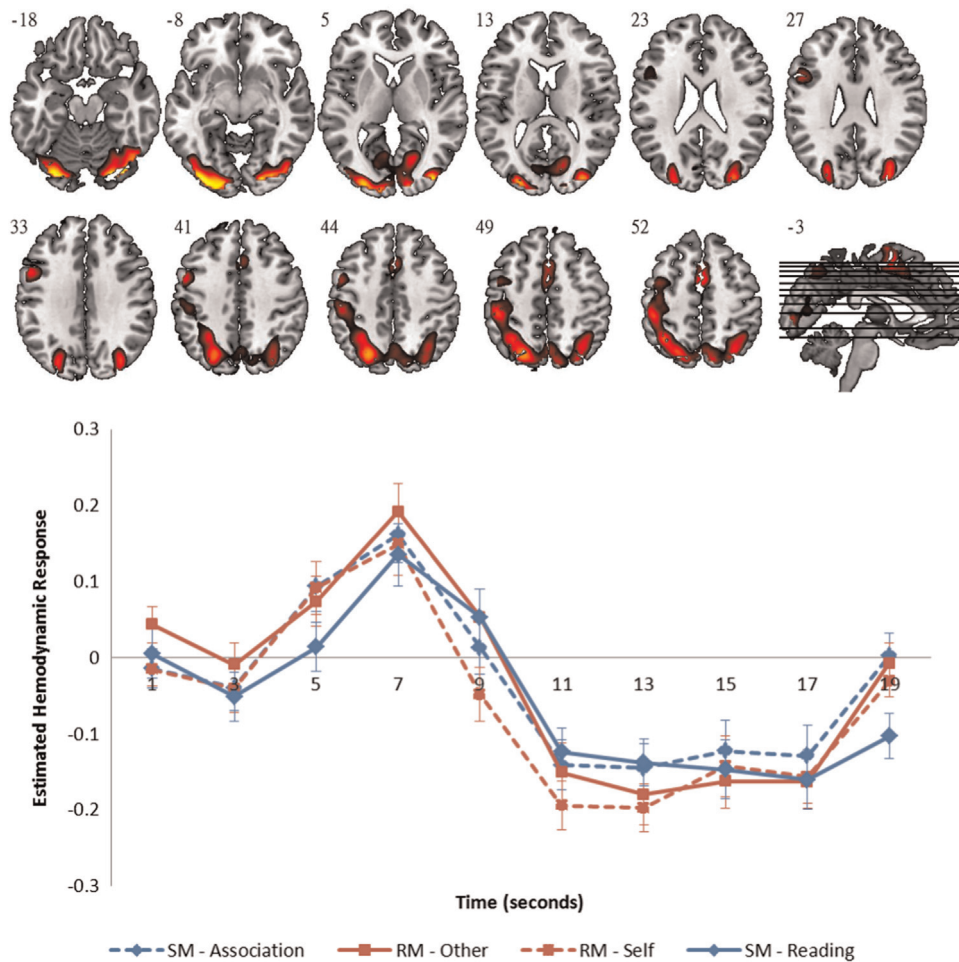 -18 -8 5 13 23 27
33 41 44 49 52 -3
0.3
0.2
0.1
0
-0.1
-0.2
-0.3
Estimated Hemodynamic Response
1 3 5 7 9 11 13 15 17 19
Time (seconds)
SM - Association RM - Other RM - Self SM - Reading